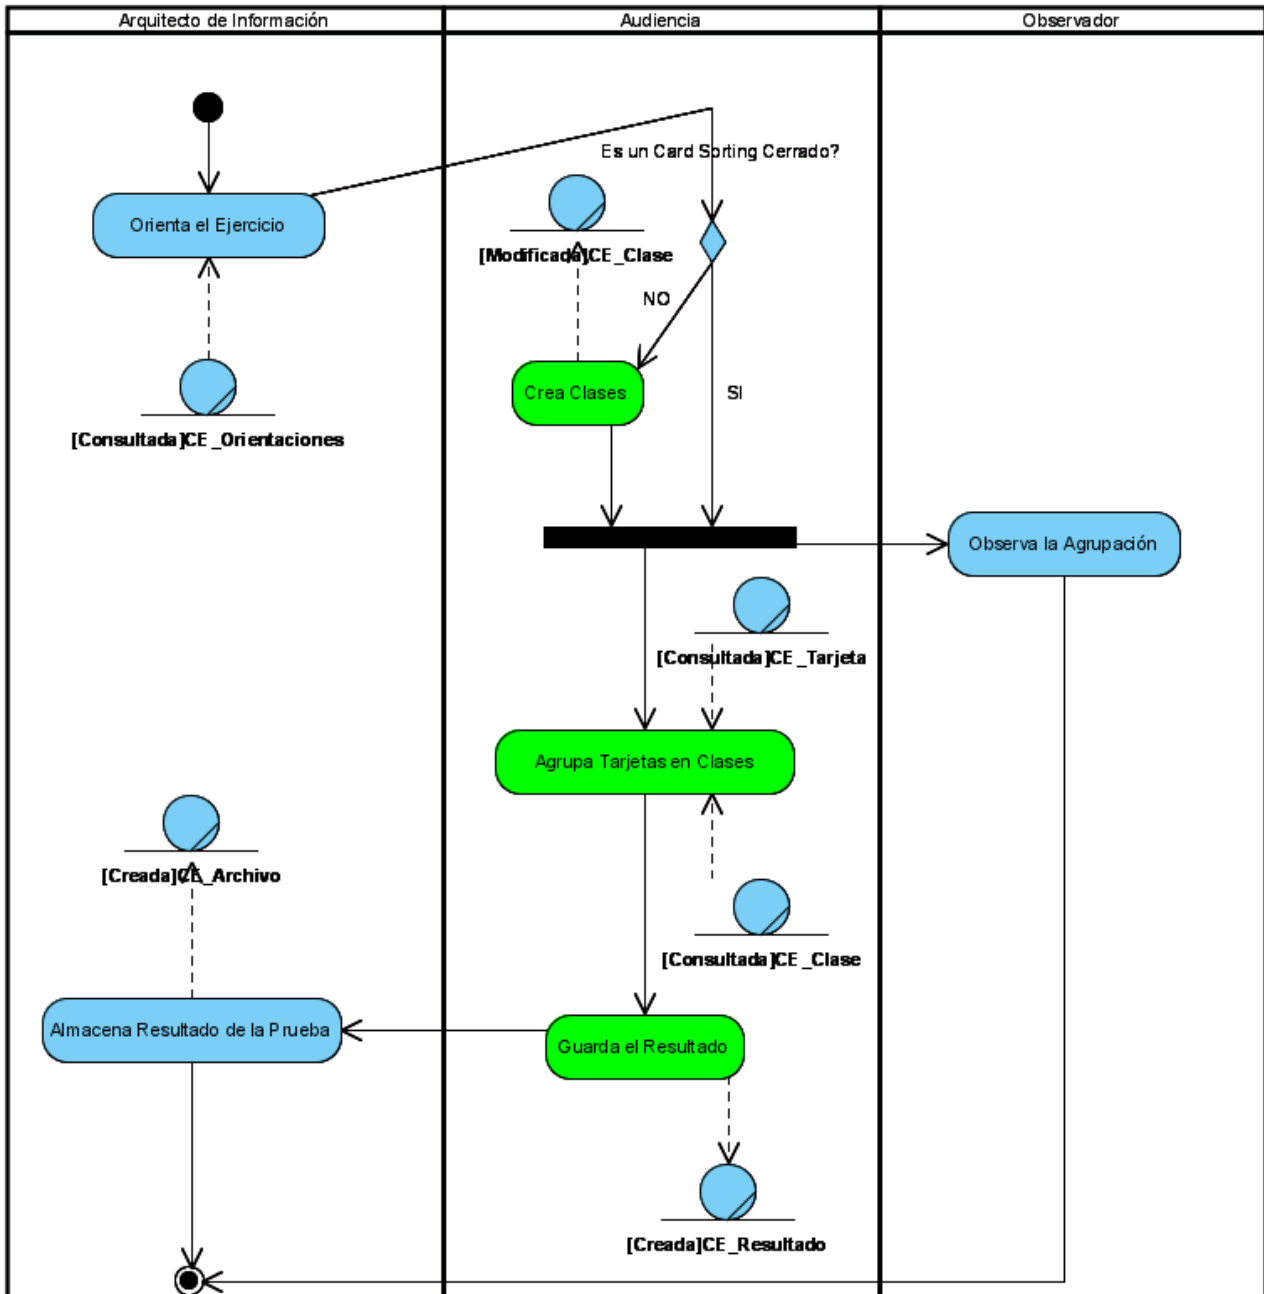 Arquitecto de Información
Audiencia
Observador
Es un Card Sorting Cerrado?
Orienta el Ejercicio
[Modificada]CE_Clase
NO
Crea Clases
SI
[Consultada]CE_Orientaciones
Observa la Agrupación
[Consultada]CE_Tarjeta
Agrupa Tarjetas en Clases
[Creada]CE_Archivo
[Consultada]CE_Clase
Almacena Resultado de la Prueba
Guarda el Resultado
[Creada]CE_Resultado